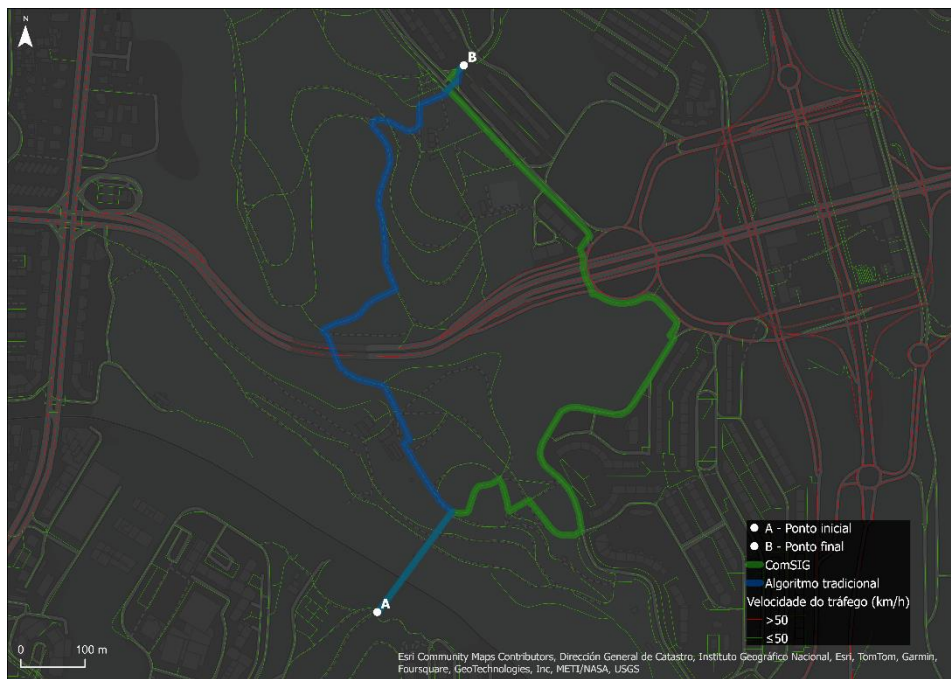 N
B
A
A - Ponto inicial
B - Ponto final
ComSIG
Algoritmo tradicional
Velocidade do tráfego (km/h)
>50
≤50
0 100 m
Esri Community Maps Contributors, Dirección General de Catastro, Instituto Geográfico Nacional, Esri, TomTom, Garmin,
Foursquare, GeoTechnologies, Inc, METI/NASA, USGS